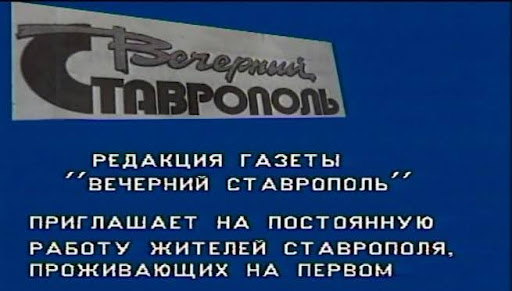 Вечерний
СТАВРОПОЛЬ
РЕДАКЦИЯ ГАЗЕТЫ
"ВЕЧЕРНИЙ СТАВРОПОЛЬ"
ПРИГЛАШАЕТ НА ПОСТОЯННУЮ
РАБОТУ ЖИТЕЛЕЙ СТАВРОПОЛЯ,
ПРОЖИВАЮЩИХ НА ПЕРВОМ